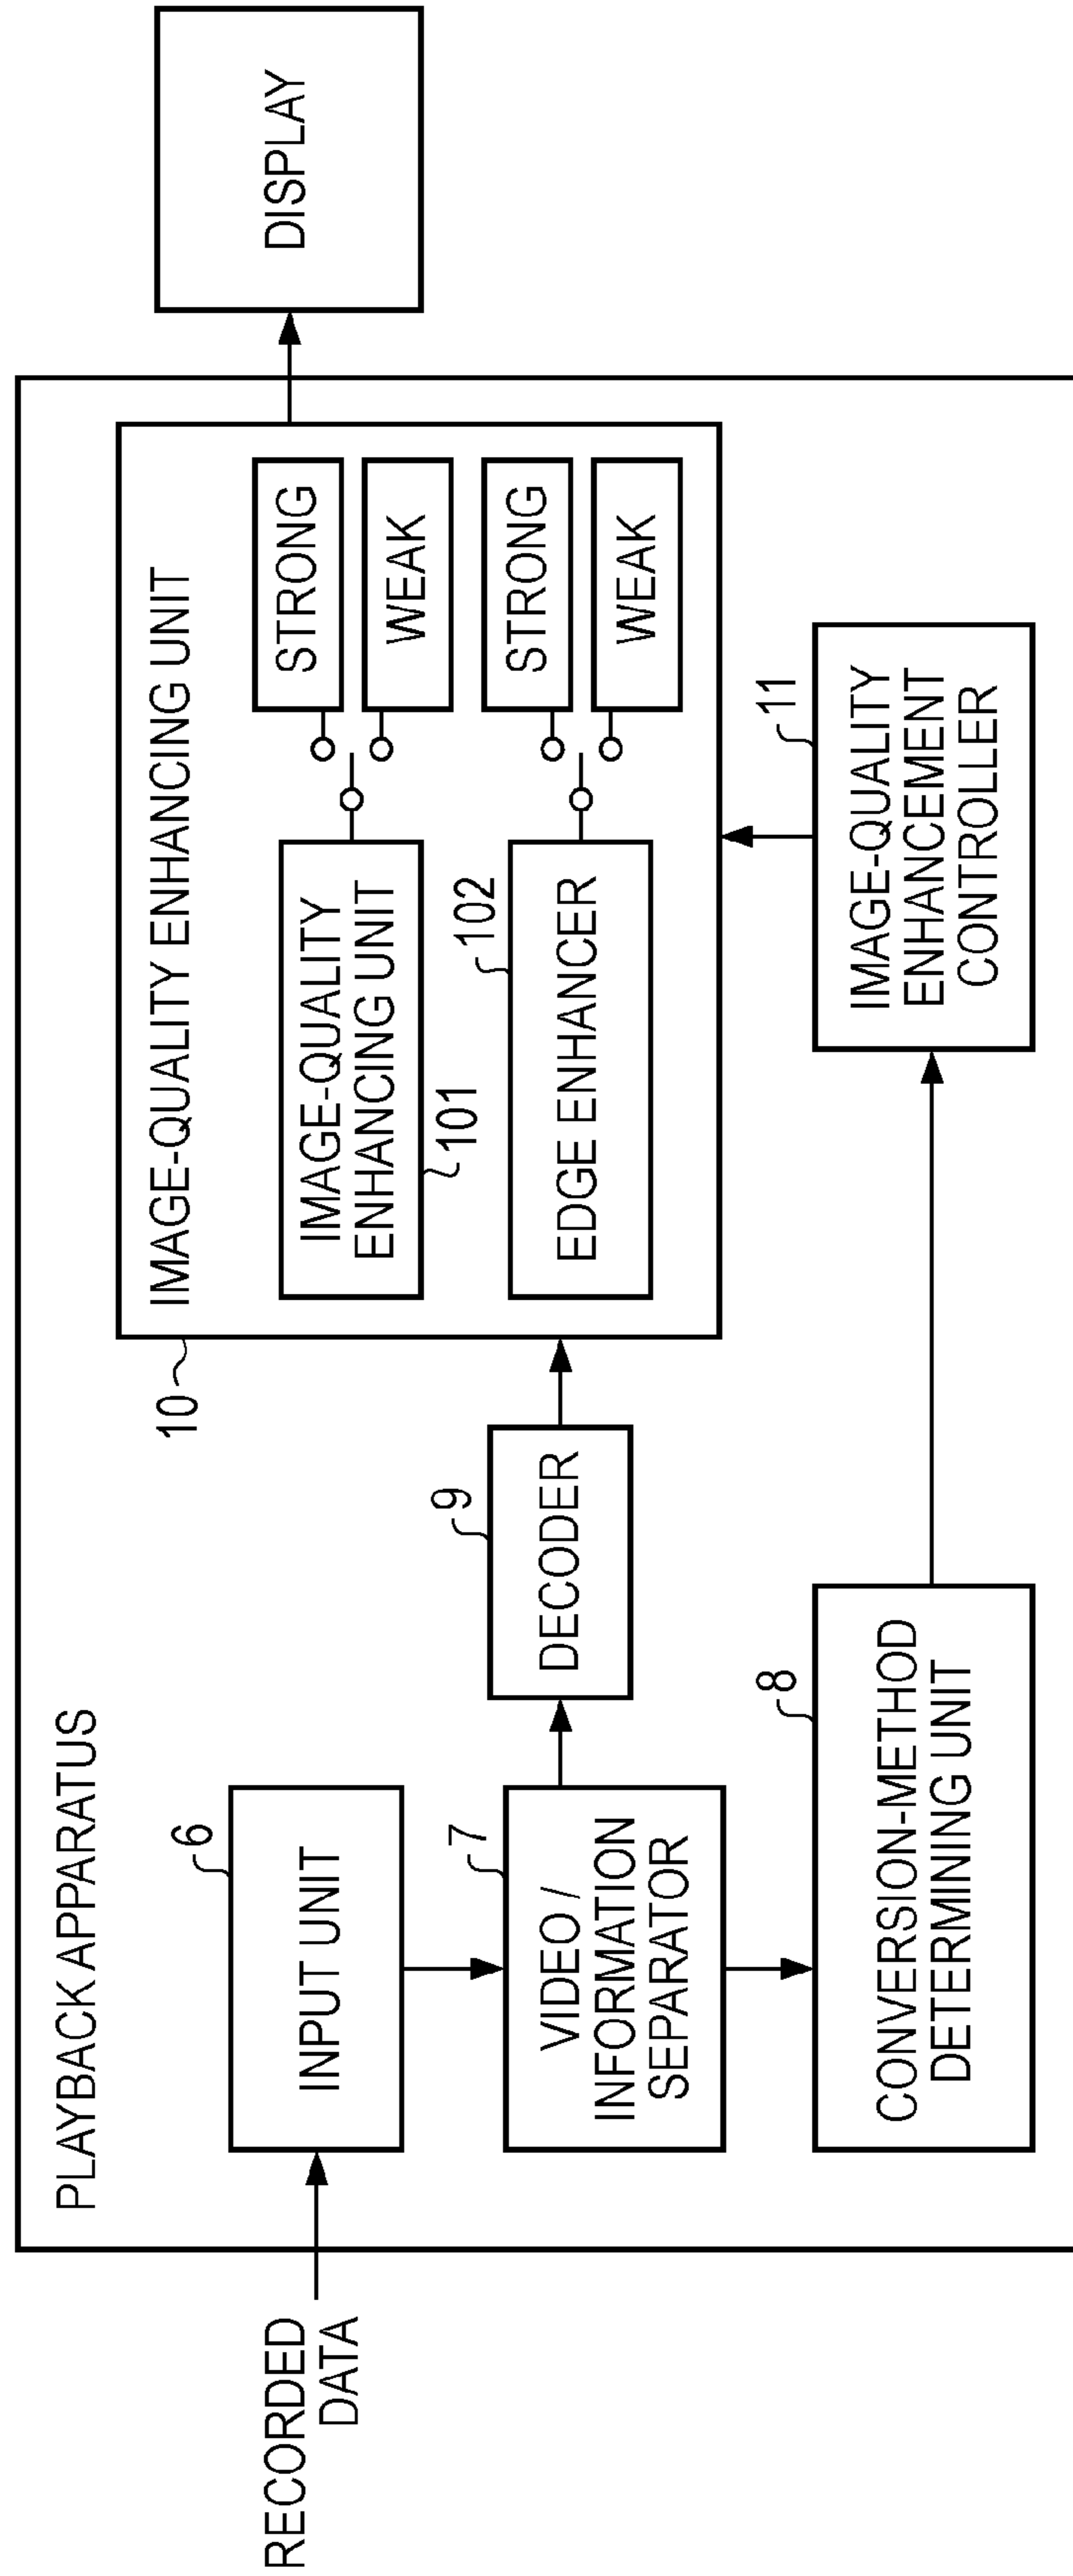 PLAYBACK APPARATUS
RECORDED
DATA
6
INPUT UNIT
7
VIDEO /
INFORMATION
SEPARATOR
8
CONVERSION-METHOD
DETERMINING UNIT
9
DECODER
10
IMAGE-QUALITY ENHANCING UNIT
IMAGE-QUALITY
ENHANCING UNIT
101
STRONG
WEAK
102
EDGE ENHANCER
STRONG
WEAK
11
IMAGE-QUALITY
ENHANCEMENT
CONTROLLER
DISPLAY